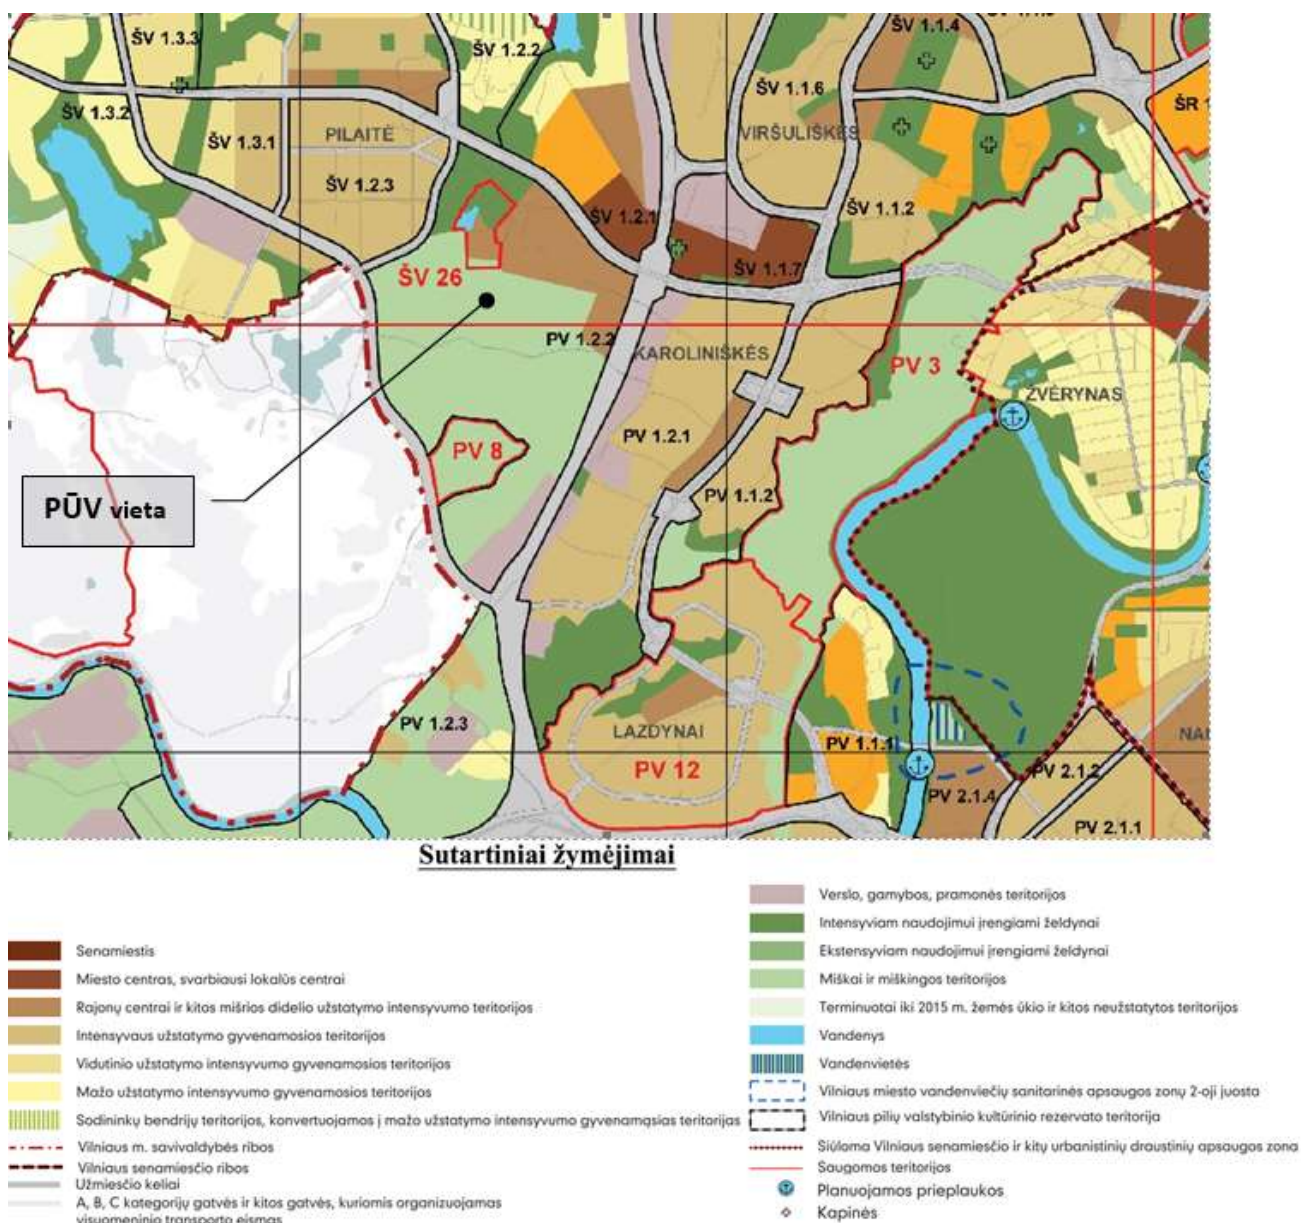 ŠV 1.3.3
ŠV 1.2.2
ŠV 1.1.4
ŠV 1.3.2
ŠV 1.1.6
ŠR 1
ŠV 1.3.1
PILAITĖ
VIRŠULIŠKĖS
ŠV 1.2.3
ŠV 1.2.1
ŠV 1.1.2
ŠV 26
ŠV 1.1.7
PV 1.2.2
KAROLINIŠKĖS
PV 3
ŽVĖRYNAS
PV 8
PV 1.2.1
PŪV vieta
PV 1.1.2
PV 1.2.3
LAZDYNAI
PV 1.1.1
NAU
PV 12
PV 2.1.2
PV 2.1.4
PV 2.1.1
Sutartiniai žymėjimai
Senamiestis
Miesto centras, svarbiausi lokalūs centrai
Rajonų centrai ir kitos mišrios didelio užstatymo intensyvumo teritorijos
Intensyvaus užstatymo gyvenamosios teritorijos
Vidutinio užstatymo intensyvumo gyvenamosios teritorijos
Mažo užstatymo intensyvumo gyvenamosios teritorijos
Sodininkų bendrijų teritorijos, konvertuojamos į mažo užstatymo intensyvumo gyvenamąsias teritorijas
Vilniaus m. savivaldybės ribos
Vilniaus senamiesčio ribos
Užmiesčio keliai
A, B, C kategorijų gatvės ir kitos gatvės, kuriomis organizuojamas
visuomeninio transporto eismas
Verslo, gamybos, pramonės teritorijos
Intensyviam naudojimui įrengiami želdynai
Ekstensyviam naudojimui įrengiami želdynai
Miškai ir miškingos teritorijos
Terminuotai iki 2015 m. žemės ūkio ir kitos neužstatytos teritorijos
Vandenys
Vandenvietės
Vilniaus miesto vandenviečių sanitarinės apsaugos zonų 2-oji juosta
Vilniaus pilių valstybinio kultūrinio rezervato teritorija
Siūloma Vilniaus senamiesčio ir kitų urbanistinių draustinių apsaugos zona
Saugomos teritorijos
Planuojamos prieplaukos
Kapinės